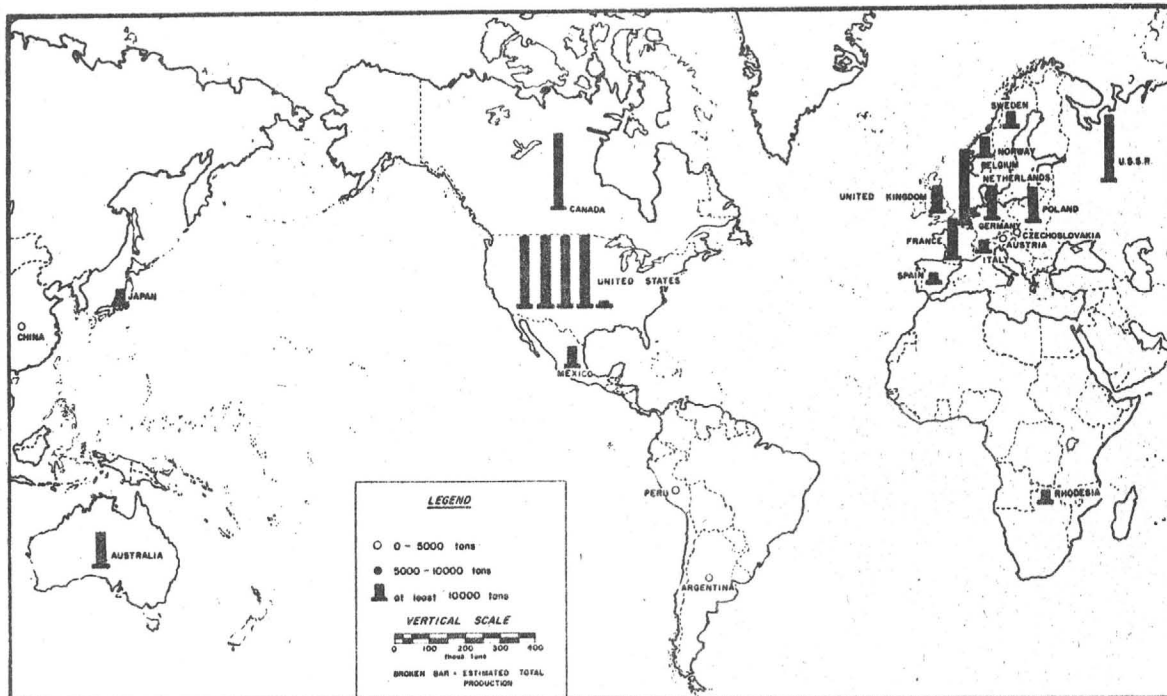 SWEDEN
NORWAY
BELGIUM
U.S.S.R.
NETHERLANDS
UNITED KINGDOM
POLAND
CANADA
GERMANY
CZECHOSLOVAKIA
FRANCE
AUSTRIA
ITALY
UNITED STATES
SPAIN
JAPAN
CHINA
MEXICO
PERU
RHODESIA
AUSTRALIA
ARGENTINA
LEGEND
0 - 5000 tons
5000 - 10000 tons
at least 10000 tons
VERTICAL SCALE
0 100 200 300 400
thous tons
BROKEN BAR = ESTIMATED TOTAL
PRODUCTION